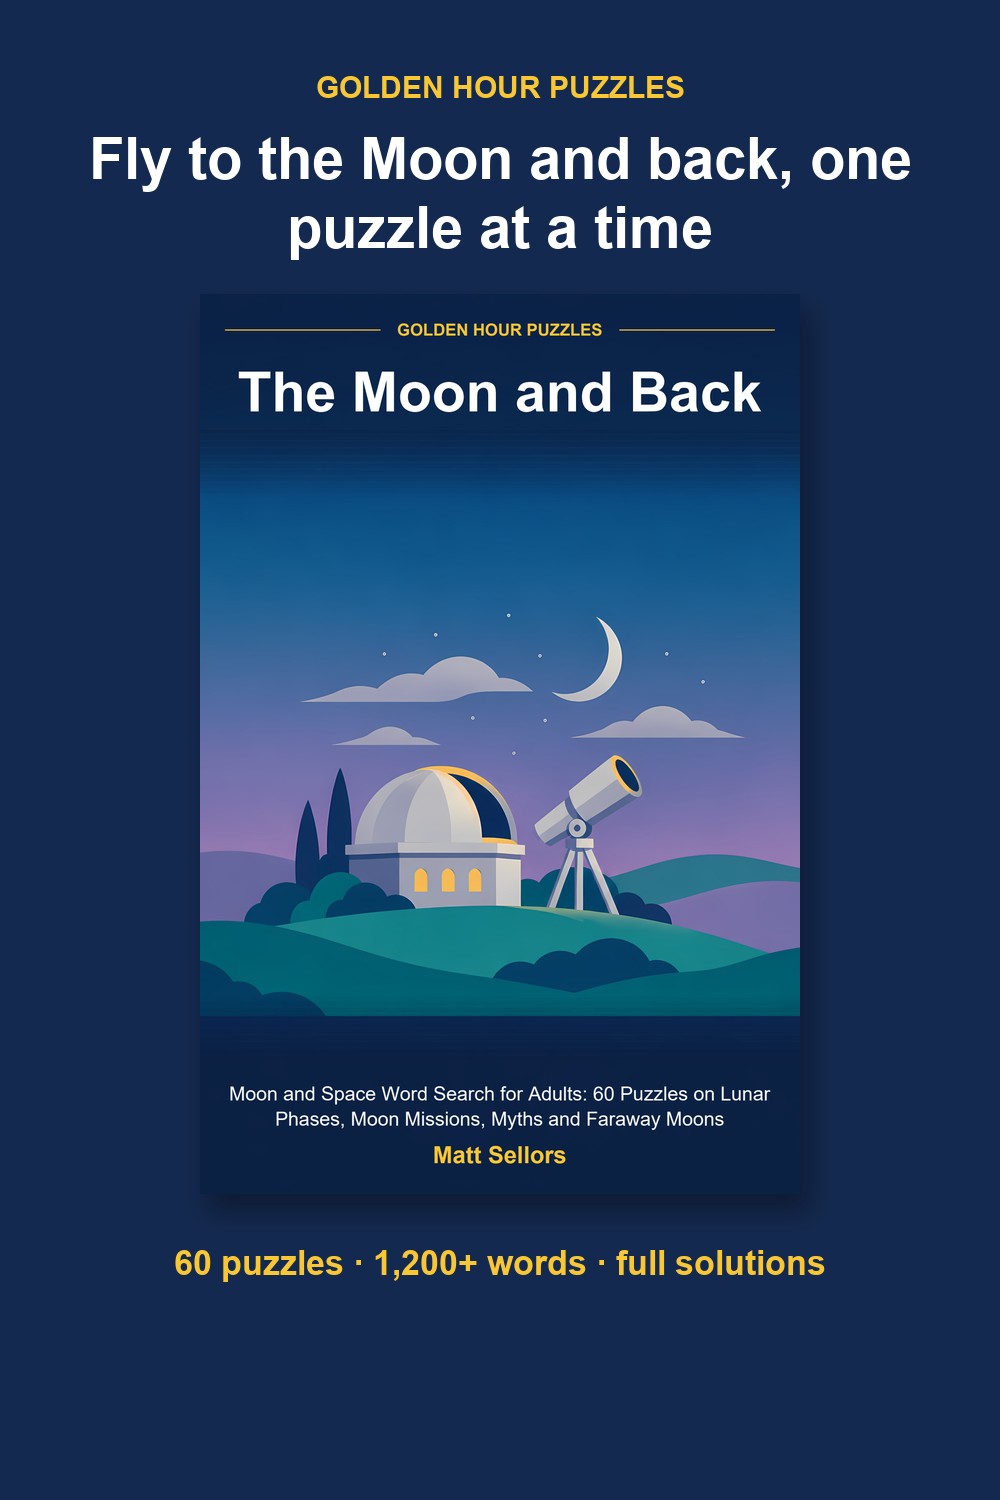 GOLDEN HOUR PUZZLES
Fly to the Moon and back, one
puzzle at a time
GOLDEN HOUR PUZZLES
The Moon and Back
Moon and Space Word Search for Adults: 60 Puzzles on Lunar
Phases, Moon Missions, Myths and Faraway Moons
Matt Sellors
60 puzzles · 1,200+ words · full solutions